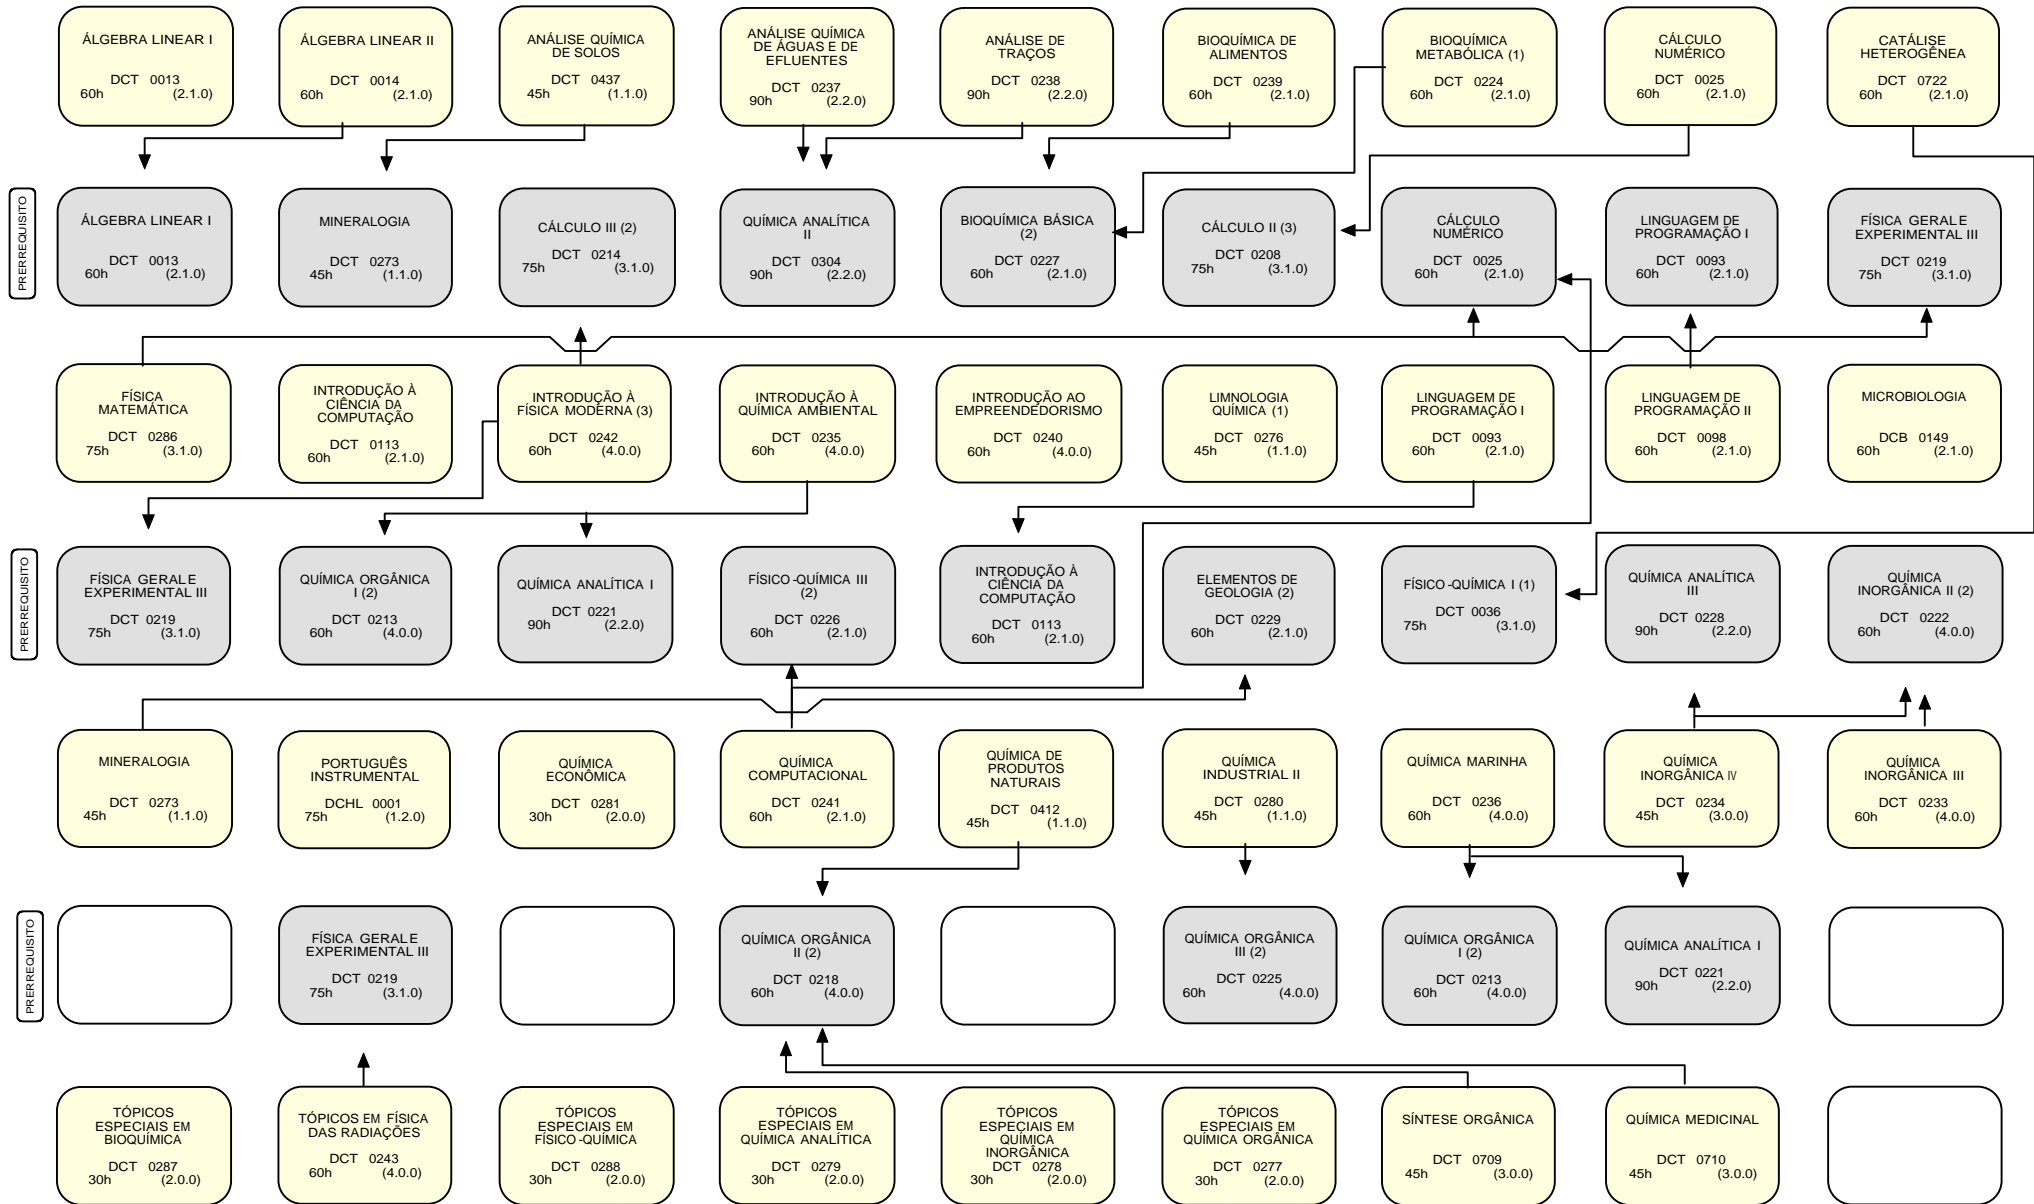 ÁLGEBRA LINEAR I
DCT 0013
60h (2.1.0)
ÁLGEBRA LINEAR II
DCT 0014
60h (2.1.0)
ANÁLISE QUÍMICA
DE SOLOS
DCT 0437
45h (1.1.0)
ANÁLISE QUÍMICA
DE ÁGUAS E DE
EFLUENTES
DCT 0237
90h (2.2.0)
ANÁLISE DE
TRAÇOS
DCT 0238
90h (2.2.0)
BIOQUÍMICA DE
ALIMENTOS
DCT 0239
60h (2.1.0)
BIOQUÍMICA
METABÓLICA (1)
DCT 0224
60h (2.1.0)
CÁLCULO
NUMÉRICO
DCT 0025
60h (2.1.0)
CATÁLISE
HETEROGÊNEA
DCT 0722
60h (2.1.0)
PRERREQUISITO
ÁLGEBRA LINEAR I
DCT 0013
60h (2.1.0)
MINERALOGIA
DCT 0273
45h (1.1.0)
CÁLCULO III (2)
DCT 0214
75h (3.1.0)
QUÍMICA ANALÍTICA
II
DCT 0304
90h (2.2.0)
BIOQUÍMICA BÁSICA
(2)
DCT 0227
60h (2.1.0)
CÁLCULO II (3)
DCT 0208
75h (3.1.0)
CÁLCULO
NUMÉRICO
DCT 0025
60h (2.1.0)
LINGUAGEM DE
PROGRAMAÇÃO I
DCT 0093
60h (2.1.0)
FÍSICA GERAL E
EXPERIMENTAL III
DCT 0219
75h (3.1.0)
FÍSICA
MATEMÁTICA
DCT 0286
75h (3.1.0)
INTRODUÇÃO À
CIÊNCIA DA
COMPUTAÇÃO
DCT 0113
60h (2.1.0)
INTRODUÇÃO À
FÍSICA MODERNA (3)
DCT 0242
60h (4.0.0)
INTRODUÇÃO À
QUÍMICA AMBIENTAL
DCT 0235
60h (4.0.0)
INTRODUÇÃO AO
EMPREENDEDORISMO
DCT 0240
60h (4.0.0)
LIMNOLOGIA
QUÍMICA (1)
DCT 0276
45h (1.1.0)
LINGUAGEM DE
PROGRAMAÇÃO I
DCT 0093
60h (2.1.0)
LINGUAGEM DE
PROGRAMAÇÃO II
DCT 0098
60h (2.1.0)
MICROBIOLOGIA
DCB 0149
60h (2.1.0)
PRERREQUISITO
FÍSICA GERAL E
EXPERIMENTAL III
DCT 0219
75h (3.1.0)
QUÍMICA ORGÂNICA
I (2)
DCT 0213
60h (4.0.0)
QUÍMICA ANALÍTICA I
DCT 0221
90h (2.2.0)
FÍSICO-QUÍMICA III
(2)
DCT 0226
60h (2.1.0)
INTRODUÇÃO À
CIÊNCIA DA
COMPUTAÇÃO
DCT 0113
60h (2.1.0)
ELEMENTOS DE
GEOLOGIA (2)
DCT 0229
60h (2.1.0)
FÍSICO-QUÍMICA I (1)
DCT 0036
75h (3.1.0)
QUÍMICA ANALÍTICA
III
DCT 0228
90h (2.2.0)
QUÍMICA
INORGÂNICA II (2)
DCT 0222
60h (4.0.0)
MINERALOGIA
DCT 0273
45h (1.1.0)
PORTUGUÊS
INSTRUMENTAL
DCHL 0001
75h (1.2.0)
QUÍMICA
ECONÔMICA
DCT 0281
30h (2.0.0)
QUÍMICA
COMPUTACIONAL
DCT 0241
60h (2.1.0)
QUÍMICA DE
PRODUTOS
NATURAIS
DCT 0412
45h (1.1.0)
QUÍMICA
INDUSTRIAL II
DCT 0280
45h (1.1.0)
QUÍMICA MARINHA
DCT 0236
60h (4.0.0)
QUÍMICA
INORGÂNICA IV
DCT 0234
45h (3.0.0)
QUÍMICA
INORGÂNICA III
DCT 0233
60h (4.0.0)
PRERREQUISITO
FÍSICA GERAL E
EXPERIMENTAL III
DCT 0219
75h (3.1.0)
QUÍMICA ORGÂNICA
II (2)
DCT 0218
60h (4.0.0)
QUÍMICA ORGÂNICA
III (2)
DCT 0225
60h (4.0.0)
QUÍMICA ORGÂNICA
I (2)
DCT 0213
60h (4.0.0)
QUÍMICA ANALÍTICA I
DCT 0221
90h (2.2.0)
TÓPICOS
ESPECIAIS EM
BIOQUÍMICA
DCT 0287
30h (2.0.0)
TÓPICOS EM FÍSICA
DAS RADIAÇÕES
DCT 0243
60h (4.0.0)
TÓPICOS
ESPECIAIS EM
FÍSICO-QUÍMICA
DCT 0288
30h (2.0.0)
TÓPICOS
ESPECIAIS EM
QUÍMICA ANALÍTICA
DCT 0279
30h (2.0.0)
TÓPICOS
ESPECIAIS EM
QUÍMICA
INORGÂNICA
DCT 0278
30h (2.0.0)
TÓPICOS
ESPECIAIS EM
QUÍMICA ORGÂNICA
DCT 0277
30h (2.0.0)
SÍNTESE ORGÂNICA
DCT 0709
45h (3.0.0)
QUÍMICA MEDICINAL
DCT 0710
45h (3.0.0)